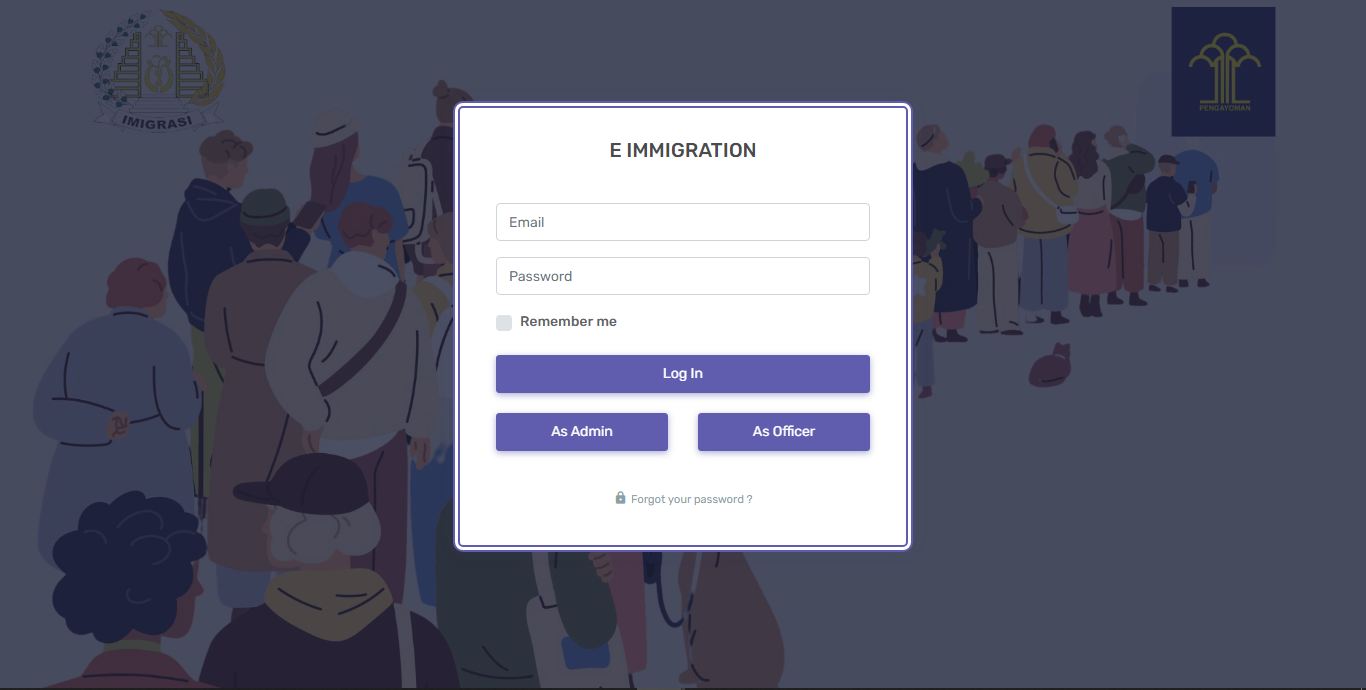 IMIGRASI
PENGAYOMAN
E IMMIGRATION
Email
Password
Remember me
Log In
As Admin
As Officer
Forgot your password ?